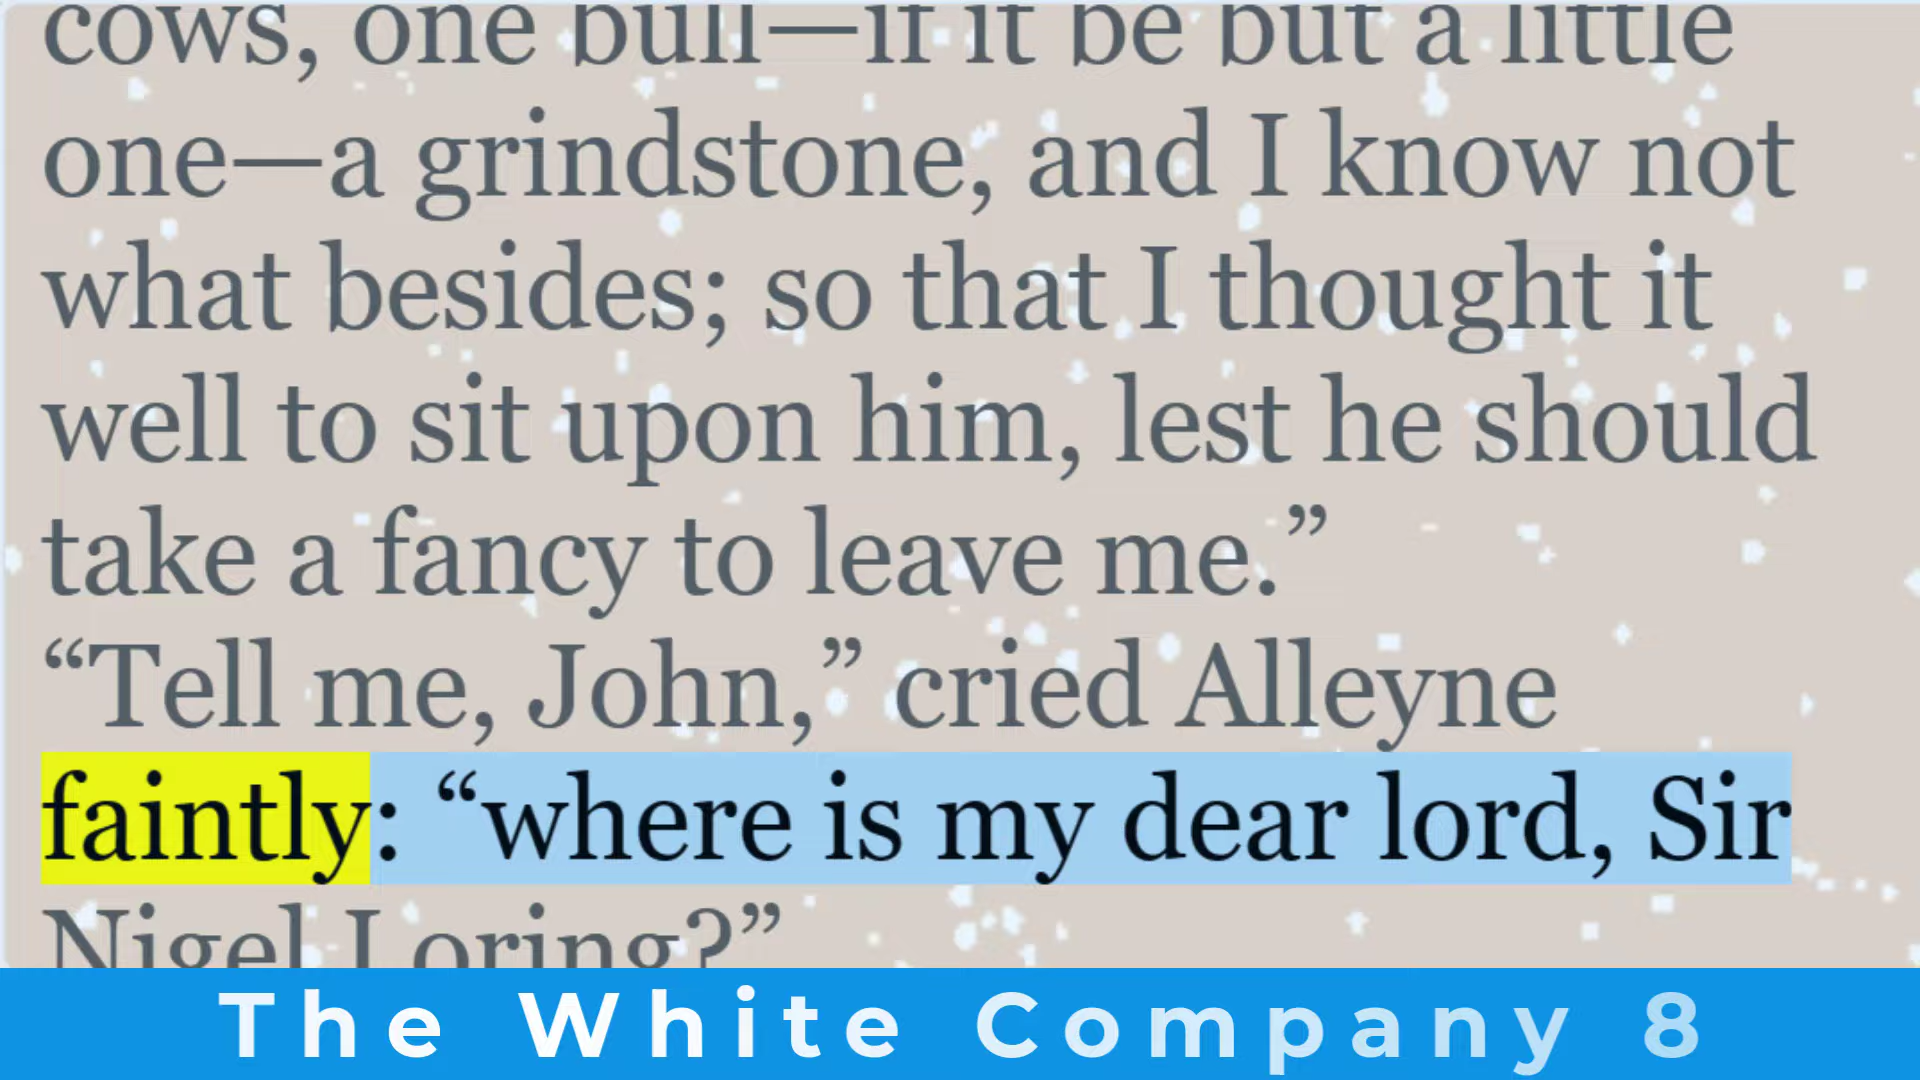 cows, one bull—if it be but a little
one—a grindstone, and I know not
what besides; so that I thought it
well to sit upon him, lest he should
take a fancy to leave me.”
“Tell me, John,” cried Alleyne
faintly: “where is my dear lord, Sir
Nigel Loring?”
The White Company 8